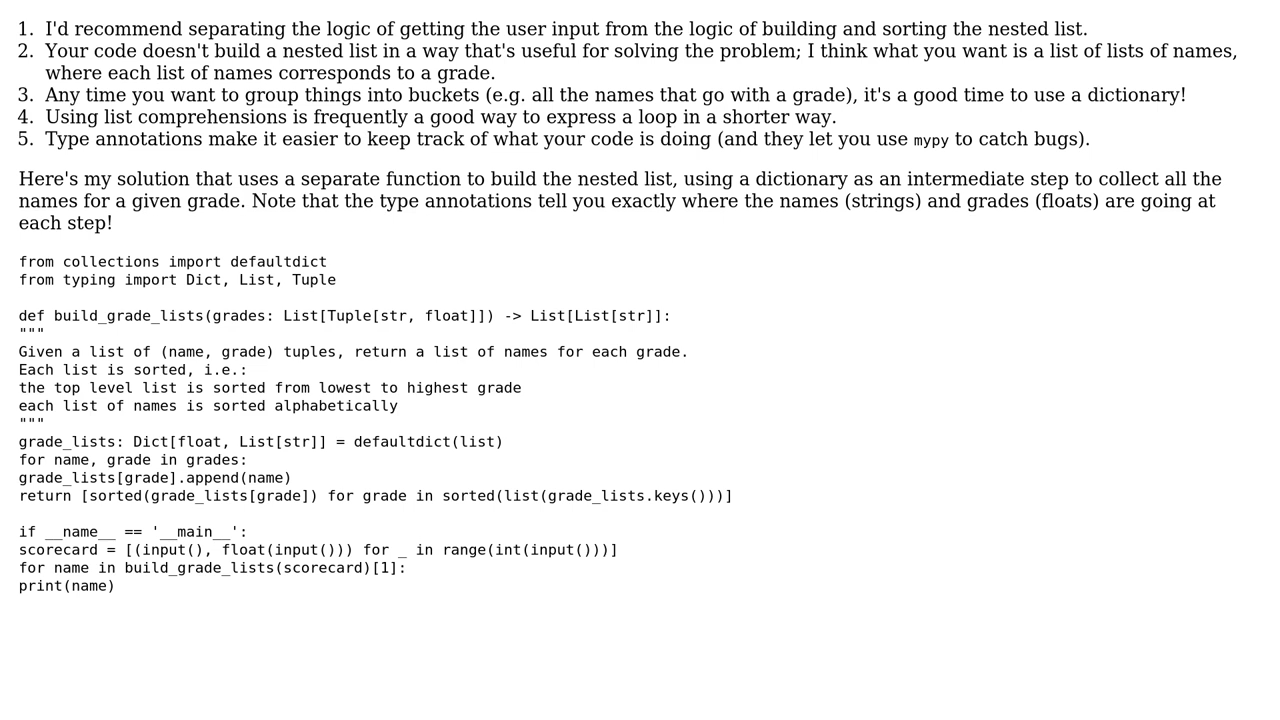 1. I'd recommend separating the logic of getting the user input from the logic of building and sorting the nested list.
2. Your code doesn't build a nested list in a way that's useful for solving the problem; I think what you want is a list of lists of names,
where each list of names corresponds to a grade.
3. Any time you want to group things into buckets (e.g. all the names that go with a grade), it's a good time to use a dictionary!
4. Using list comprehensions is frequently a good way to express a loop in a shorter way.
5. Type annotations make it easier to keep track of what your code is doing (and they let you use mypy to catch bugs).
Here's my solution that uses a separate function to build the nested list, using a dictionary as an intermediate step to collect all the
names for a given grade. Note that the type annotations tell you exactly where the names (strings) and grades (floats) are going at
each step!
from collections import defaultdict
from typing import Dict, List, Tuple
def build_grade_lists(grades: List[Tuple[str, float]]) -> List[List[str]]:
"""
Given a list of (name, grade) tuples, return a list of names for each grade.
Each list is sorted, i.e.:
the top level list is sorted from lowest to highest grade
each list of names is sorted alphabetically
"""
grade_lists: Dict[float, List[str]] = defaultdict(list)
for name, grade in grades:
grade_lists[grade].append(name)
return [sorted(grade_lists[grade]) for grade in sorted(list(grade_lists.keys()))]
if __name__ == '__main__':
scorecard = [(input(), float(input())) for _ in range(int(input()))]
for name in build_grade_lists(scorecard)[1]:
print(name)